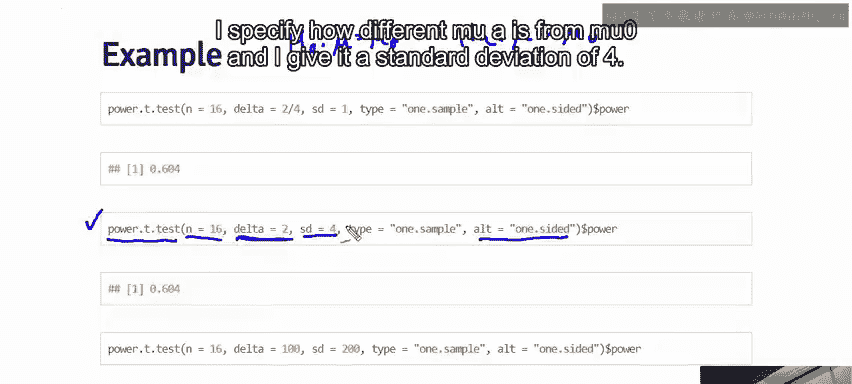 I specify how different mu a is from mu0
and I give it a standard deviation of 4.
Example
power.t.test(n = 16, delta = 2/4, sd = 1, type = "one.sample", alt = "one.sided")$power
## [1] 0.604
power.t.test(n = 16, delta = 2, sd = 4, type = "one.sample", alt = "one.sided")$power
## [1] 0.604
power.t.test(n = 16, delta = 100, sd = 200, type = "one.sample", alt = "one.sided")$power